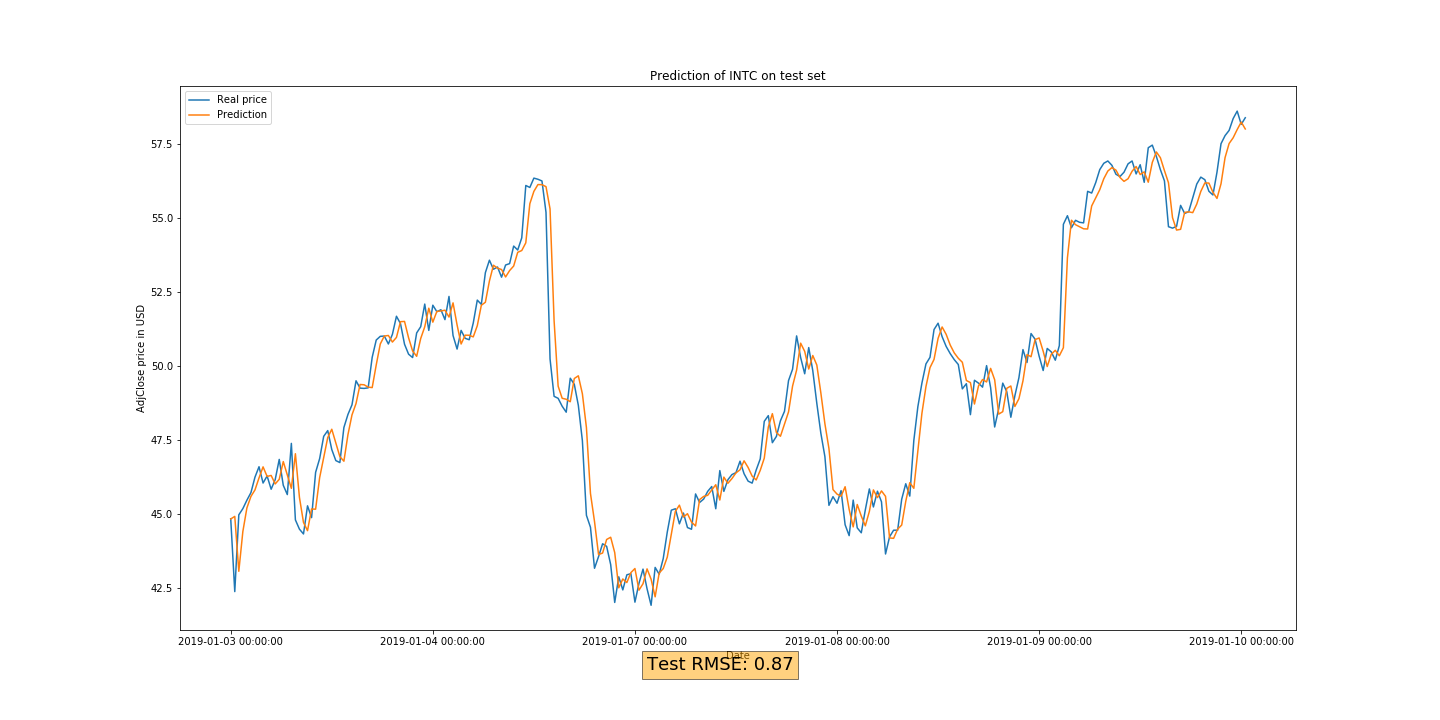 Prediction of INTC on test set
Real price
Prediction
57.5
55.0
52.5
50.0
47.5
45.0
42.5
AdjClose price in USD
2019-01-03 00:00:00 2019-01-04 00:00:00 2019-01-07 00:00:00 2019-01-08 00:00:00 2019-01-09 00:00:00 2019-01-10 00:00:00
Date
Test RMSE: 0.87